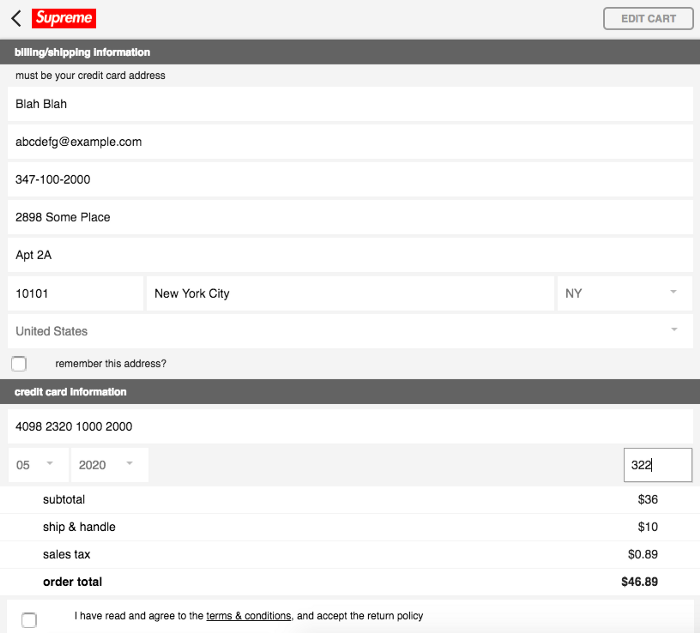 Supreme EDIT CART
billing/shipping information
must be your credit card address
Blah Blah
abcdefg@example.com
347-100-2000
2898 Some Place
Apt 2A
10101 New York City NY
United States
remember this address?
credit card information
4098 2320 1000 2000
05 2020 322
subtotal $36
ship & handle $10
sales tax $0.89
order total $46.89
I have read and agree to the terms & conditions, and accept the return policy